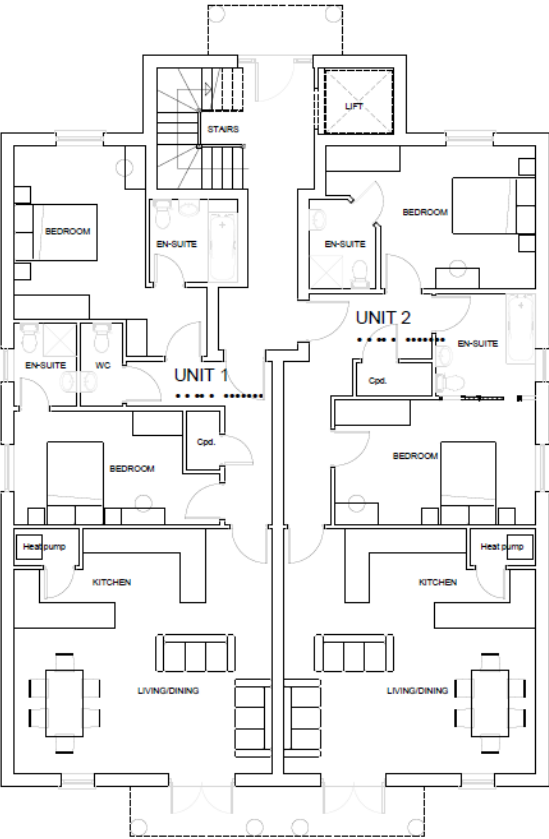 LIFT
STAIRS
BEDROOM
BEDROOM
EN-SUITE
EN-SUITE
UNIT 2
EN-SUITE
EN-SUITE
WC
UNIT 1
Cpd.
Cpd.
BEDROOM
BEDROOM
Heat pump
Heat pump
KITCHEN
KITCHEN
LIVING/DINING
LIVING/DINING